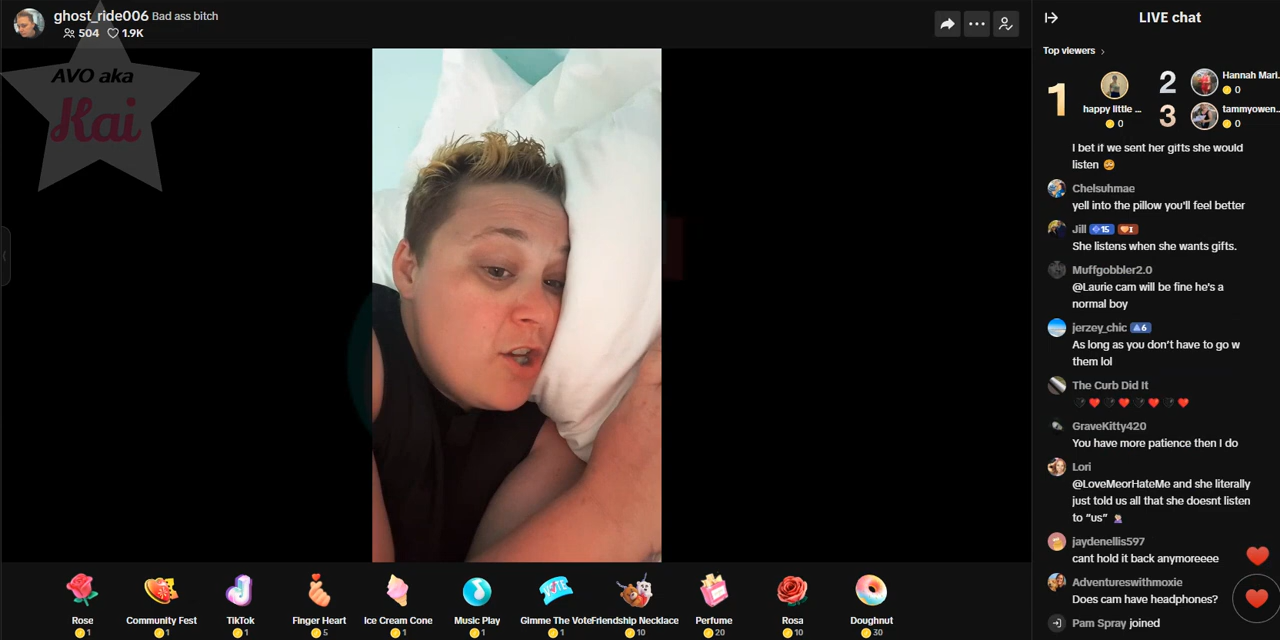 ghost_ride006 Bad ass bitch
504 1.9K
AVO aka
Kai
LIVE chat
Top viewers
1
happy little ...
0
2
Hannah Mari.
0
3
tammyowen..
0
I bet if we sent her gifts she would
listen
Chelsuhmae
yell into the pillow you'll feel better
Jill 15 I
She listens when she wants gifts.
Muffgobbler2.0
@Laurie cam will be fine he's a
normal boy
jerzey_chic 6
As long as you don't have to go w
them lol
The Curb Did It
GraveKitty420
You have more patience then I do
Lori
@LoveMeorHateMe and she literally
just told us all that she doesnt listen
to "us"
jaydenellis597
cant hold it back anymoreeee
Adventureswithmoxie
Does cam have headphones?
Pam Spray joined
VOTE
Rose Community Fest TikTok Finger Heart Ice Cream Cone Music Play Gimme The Vote Friendship Necklace Perfume Rosa Doughnut
1 1 1 5 1 1 1 10 20 10 30